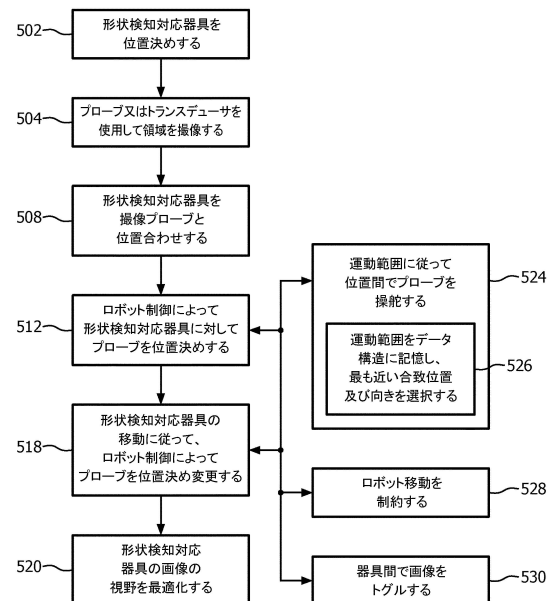 502
形状検知対応器具を
位置決めする
504
プローブ又はトランスデューサを
使用して領域を撮像する
508
形状検知対応器具を
撮像プローブと
位置合わせする
512
ロボット制御によって
形状検知対応器具に対して
プローブを位置決めする
518
形状検知対応器具の
移動に従って、
ロボット制御によって
プローブを位置決め変更する
520
形状検知対応
器具の画像の
視野を最適化する
運動範囲に従って
位置間でプローブを
操舵する
524
運動範囲をデータ
構造に記憶し、
最も近い合致位置
及び向きを選択する
526
ロボット移動を
制約する
528
器具間で画像を
トグルする
530